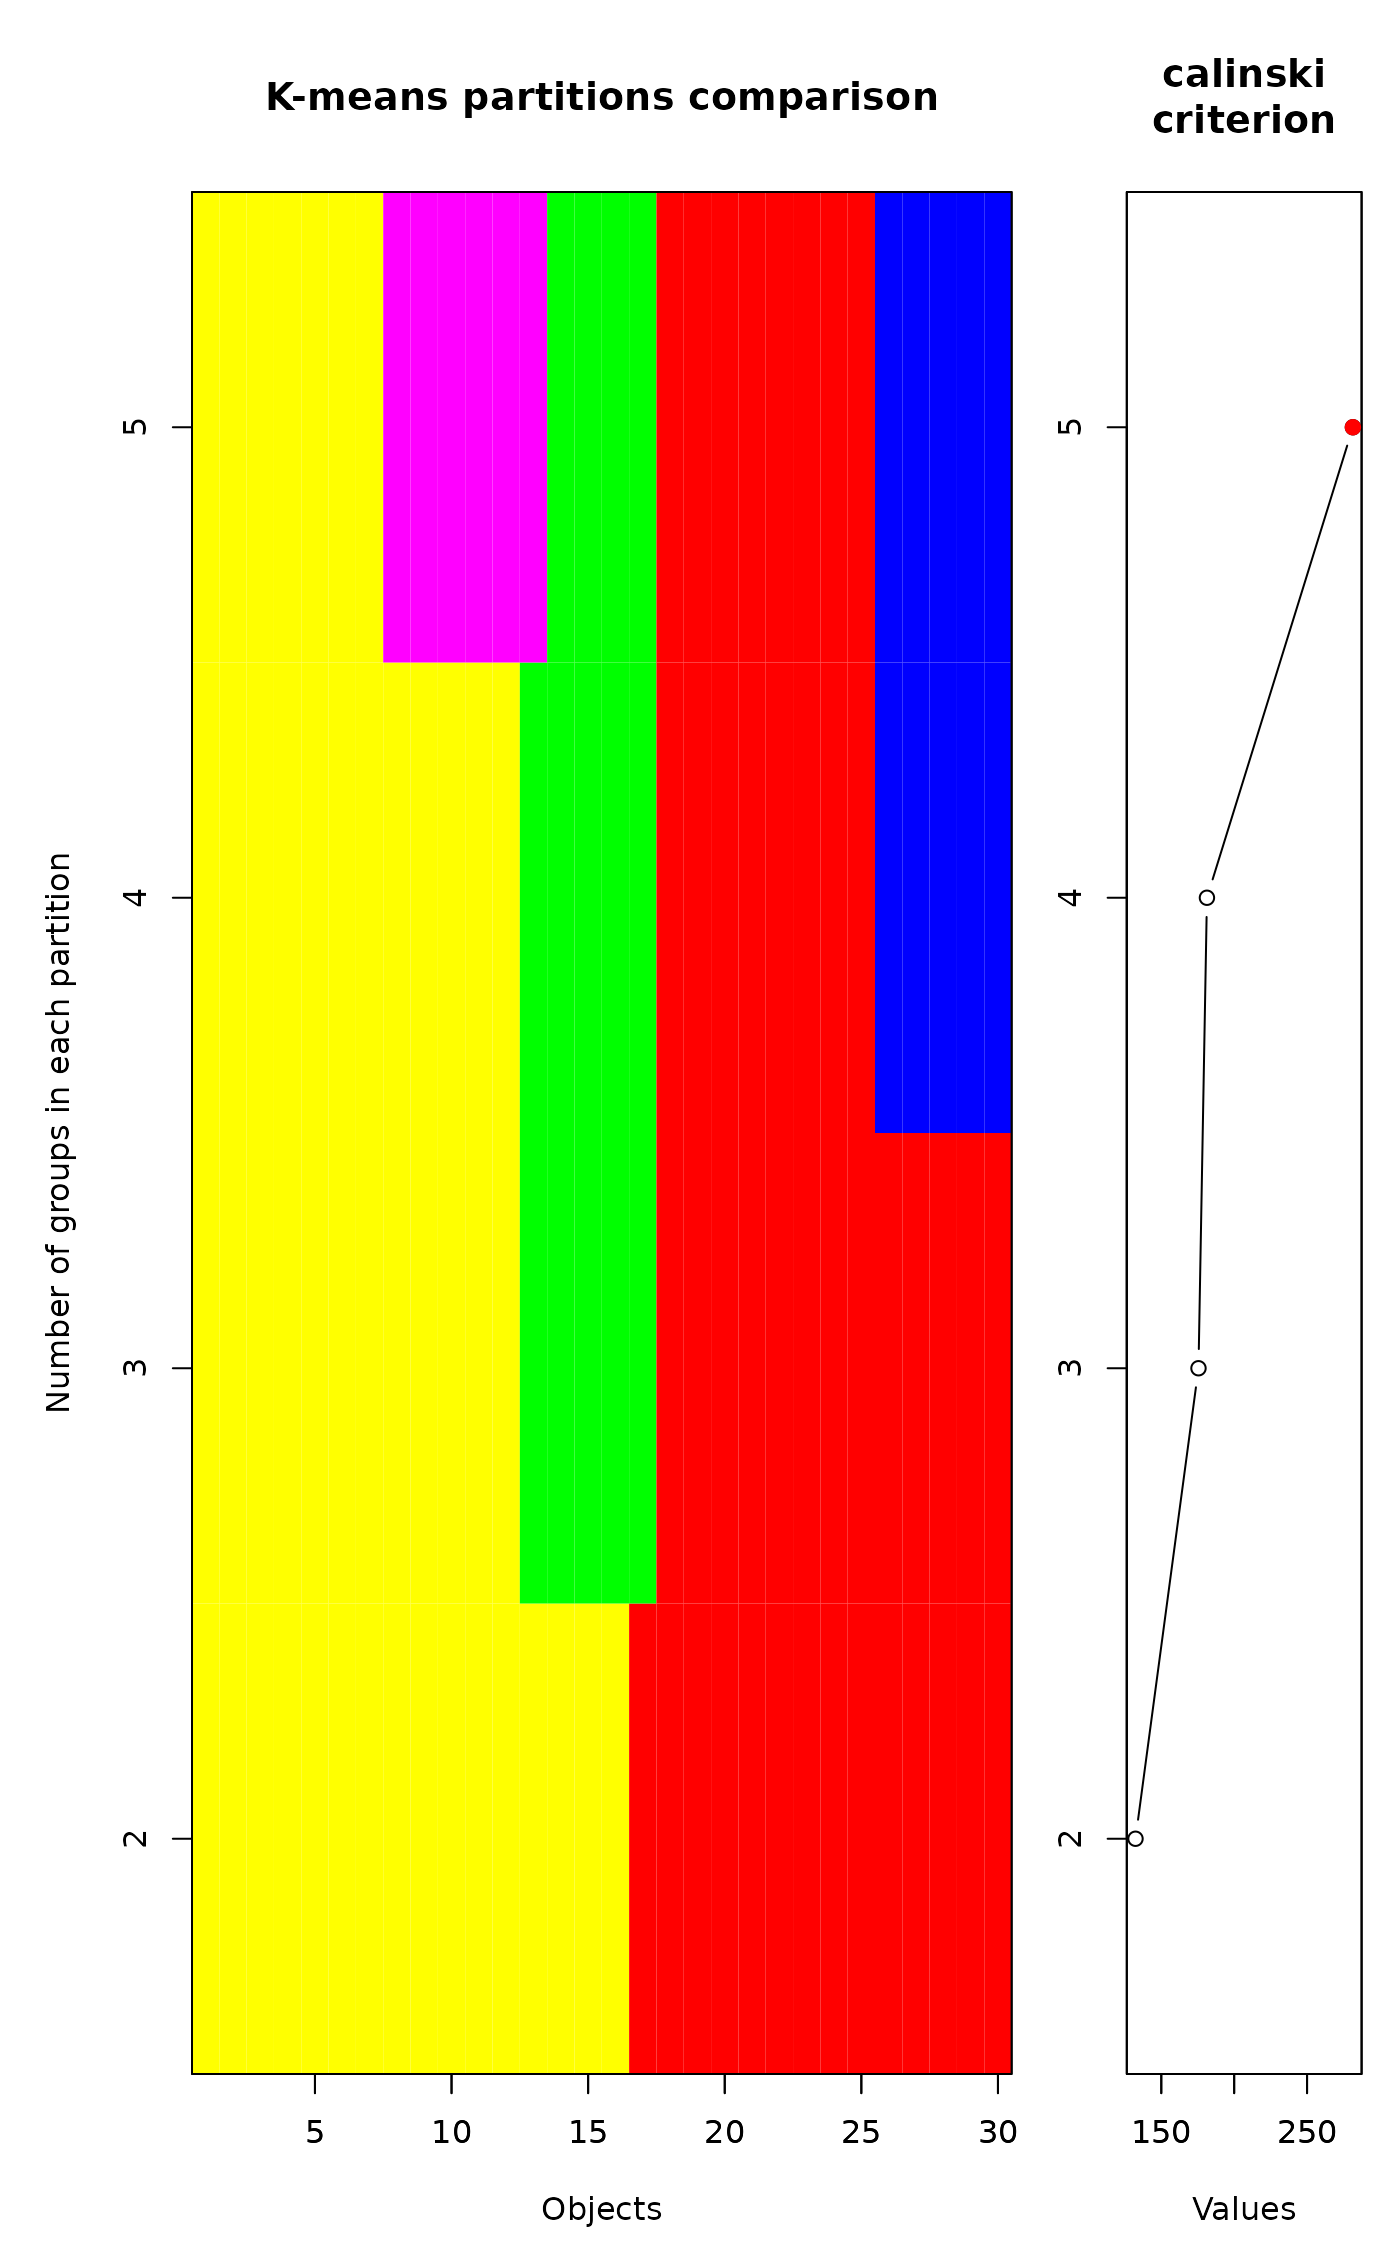 K-means partitions comparison
calinski
criterion
Number of groups in each partition
5
4
3
2
5
4
3
2
5 10 15 20 25 30
150 250
Objects
Values